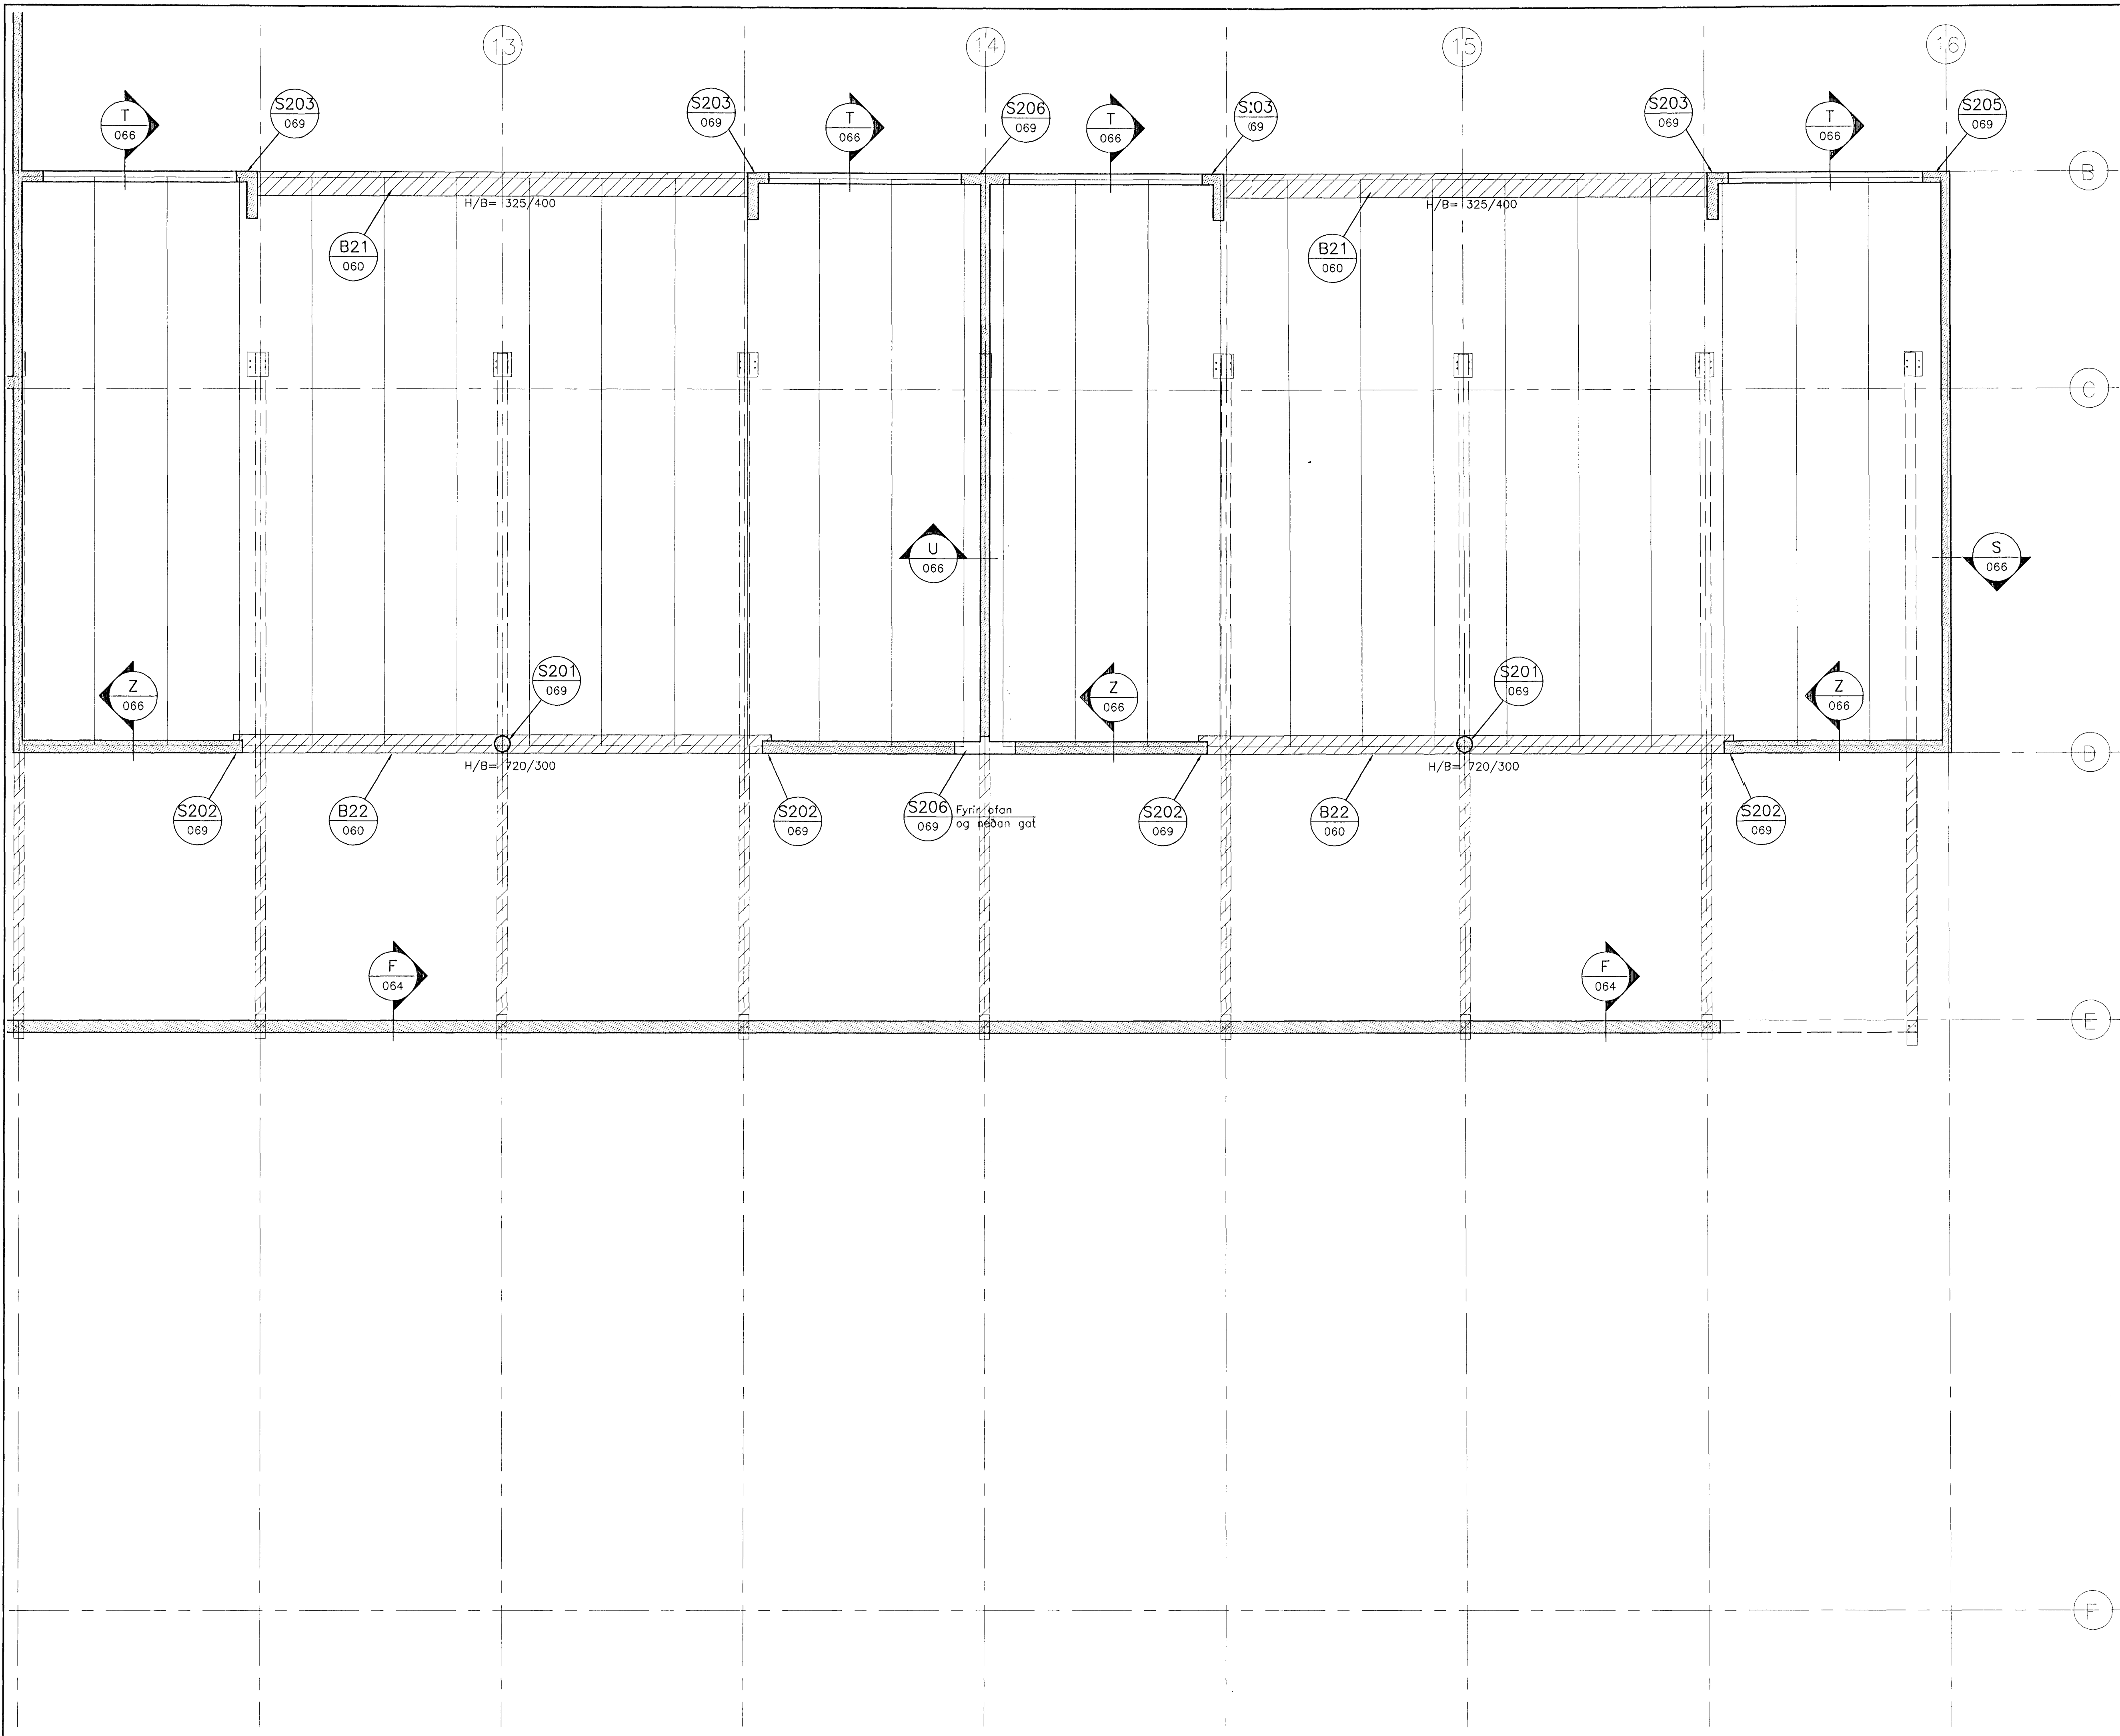 13
14
15
16
T
066
S203
069
S203
069
T
066
S206
069
T
066
S203
069
T
066
S205
069
B
H/B= 325/400
H/B= 325/400
B21
060
B21
060
C
U
066
S
066
Z
066
S201
069
Z
066
S201
069
Z
066
D
H/B= 720/300
H/B= 720/300
S202
069
B22
060
S202
069
S206
069
Fyrir ofan
og neðan gat
S202
069
B22
060
S202
069
F
064
F
064
E
F